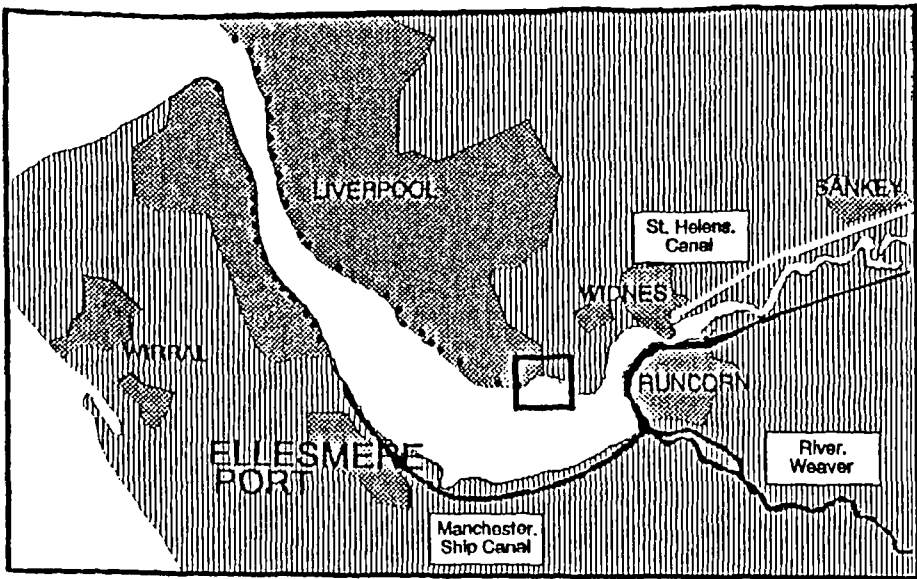 LIVERPOOL
SANKEY
St. Helens.
Canal
WIDNES
WIRRAL
RUNCORN
ELLESMERE
PORT
River.
Weaver
Manchester.
Ship Canal